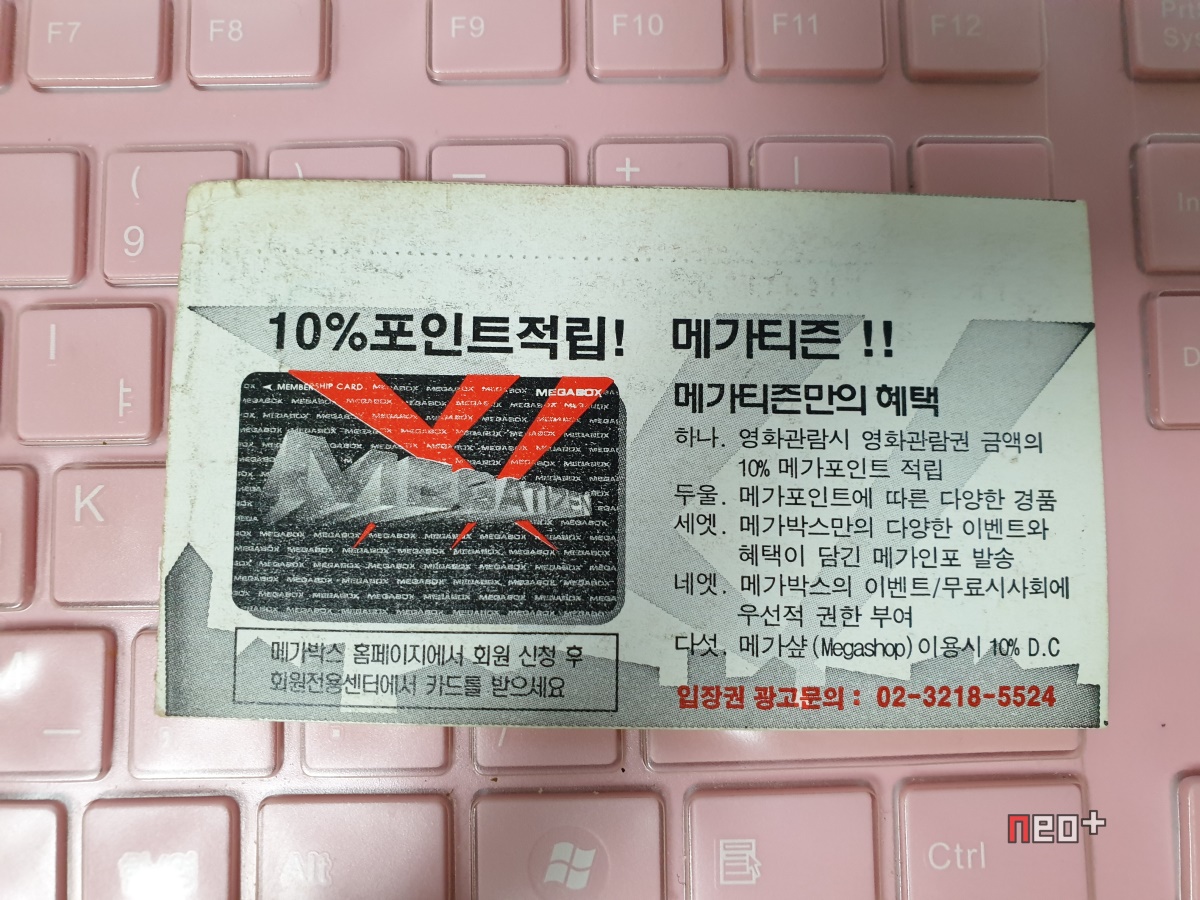 F7
F8
F9
F10
F11
F12
(
9
)
—
+
K
10%포인트적립!
MEMBERSHIP CARD
MEGABOX
MEGATIZEN
메가박스 홈페이지에서 회원 신청 후
회원전용센터에서 카드를 받으세요
메가티즌 !!
메가티즌만의 혜택
하나. 영화관람시 영화관람권 금액의
10% 메가포인트 적립
두울. 메가포인트에 따른 다양한 경품
세엣. 메가박스만의 다양한 이벤트와
혜택이 담긴 메가인포 발송
네엣. 메가박스의 이벤트/무료시사회에
우선적 권한 부여
다섯. 메가샾(Megashop)이용시 10% D.C
입장권 광고문의 : 02-3218-5524
Alt
Ctrl
neo+